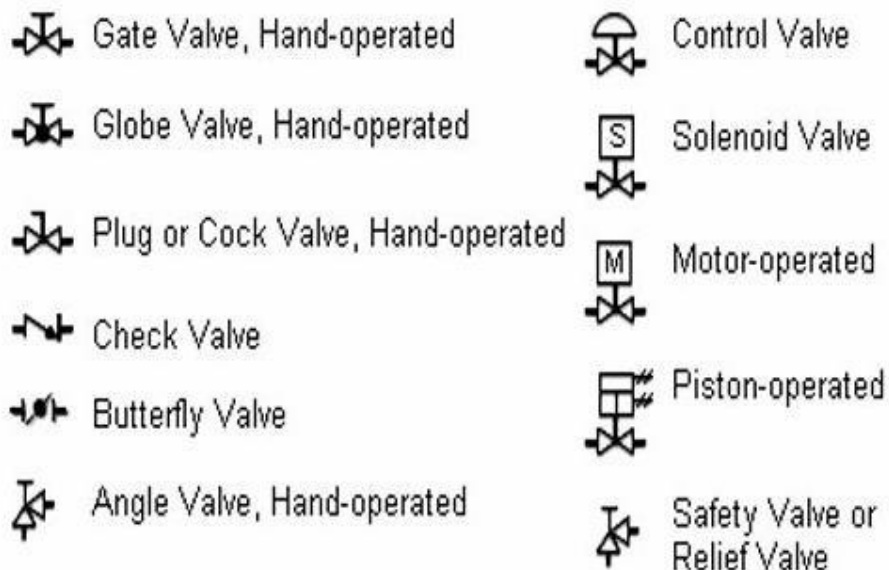 Gate Valve, Hand-operated
Globe Valve, Hand-operated
Plug or Cock Valve, Hand-operated
Check Valve
Butterfly Valve
Angle Valve, Hand-operated
Control Valve
S
Solenoid Valve
M
Motor-operated
Piston-operated
Safety Valve or
Relief Valve